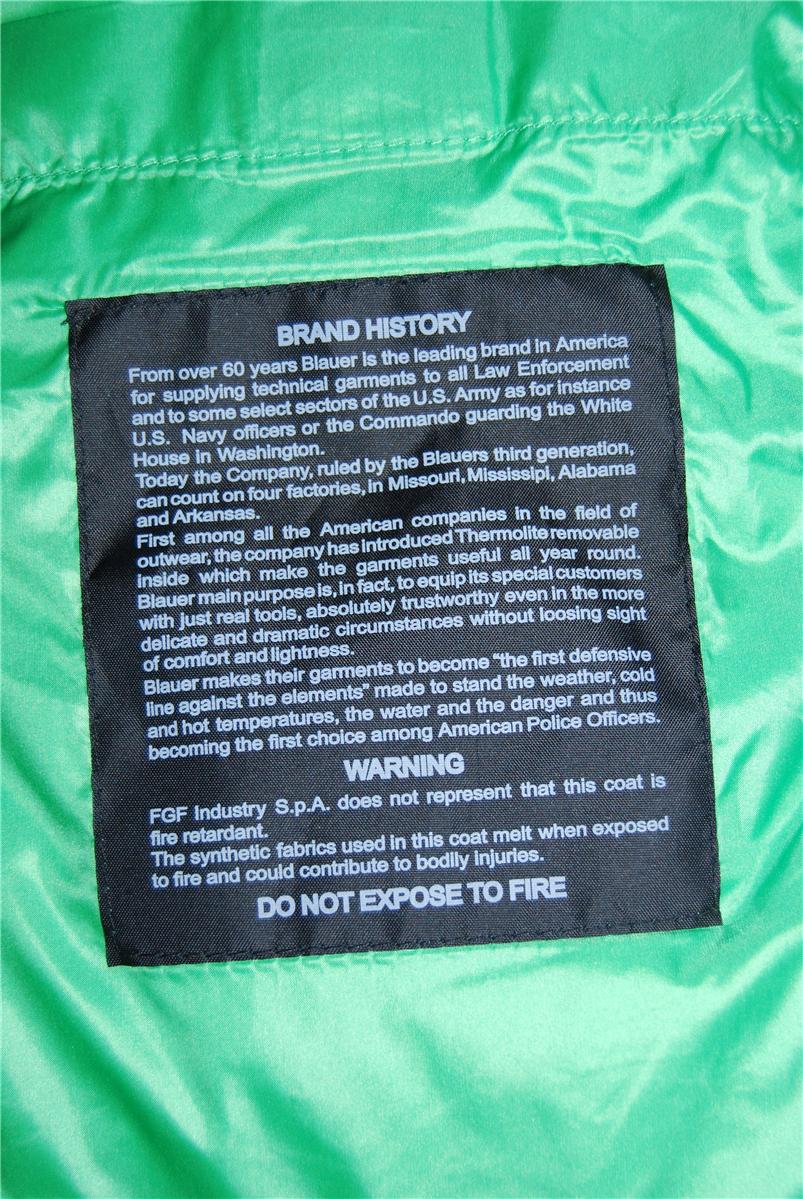 BRAND HISTORY
From over 60 years Blauer is the leading brand in America
for supplying technical garments to all Law Enforcement
and to some select sectors of the U.S. Army as for instance
U.S. Navy officers or the Commando guarding the White
House in Washington.
Today the Company, ruled by the Blauers third generation,
can count on four factories, in Missouri, Mississipi, Alabama
and Arkansas.
First among all the American companies in the field of
outwear, the company has introduced Thermolite removable
inside which make the garments useful all year round.
Blauer main purpose is, in fact, to equip its special customers
with just real tools, absolutely trustworthy even in the more
delicate and dramatic circumstances without loosing sight
of comfort and lightness.
Blauer makes their garments to become "the first defensive
line against the elements" made to stand the weather, cold
and hot temperatures, the water and the danger and thus
becoming the first choice among American Police Officers.
WARNING
FGF Industry S.p.A. does not represent that this coat is
fire retardant.
The synthetic fabrics used in this coat melt when exposed
to fire and could contribute to bodily injuries.
DO NOT EXPOSE TO FIRE